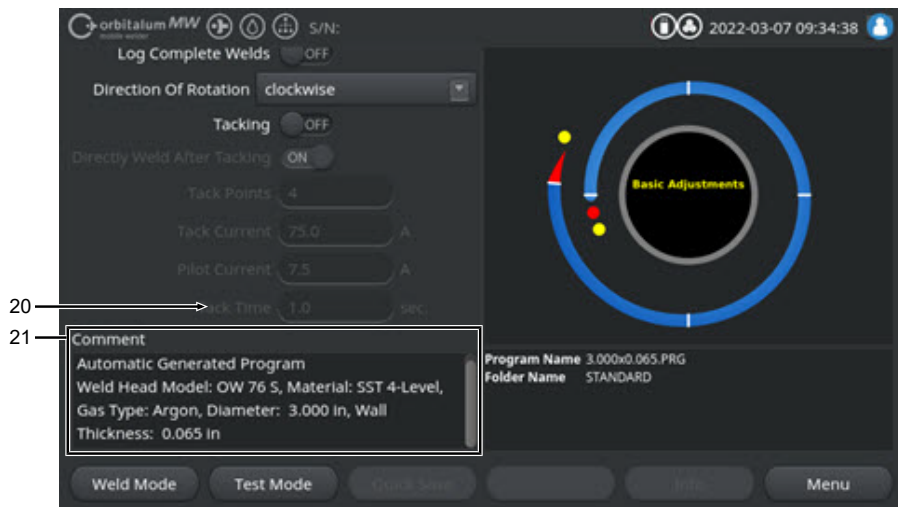 orbitalum MW S/N: 2022-03-07 09:34:38
mobile welder
Log Complete Welds OFF
Direction Of Rotation clockwise
Tacking OFF
Directly Weld After Tacking ON
Tack Points 4
Tack Current 75.0 A
Pilot Current 7.5 A
20 Tack Time 1.0 sec.
21
Comment
Automatic Generated Program
Weld Head Model: OW 76 S, Material: SST 4-Level,
Gas Type: Argon, Diameter: 3.000 in, Wall
Thickness: 0.065 in
Basic Adjustments
Program Name 3.000x0.065.PRG
Folder Name STANDARD
Weld Mode Test Mode Quick Save Info Menu